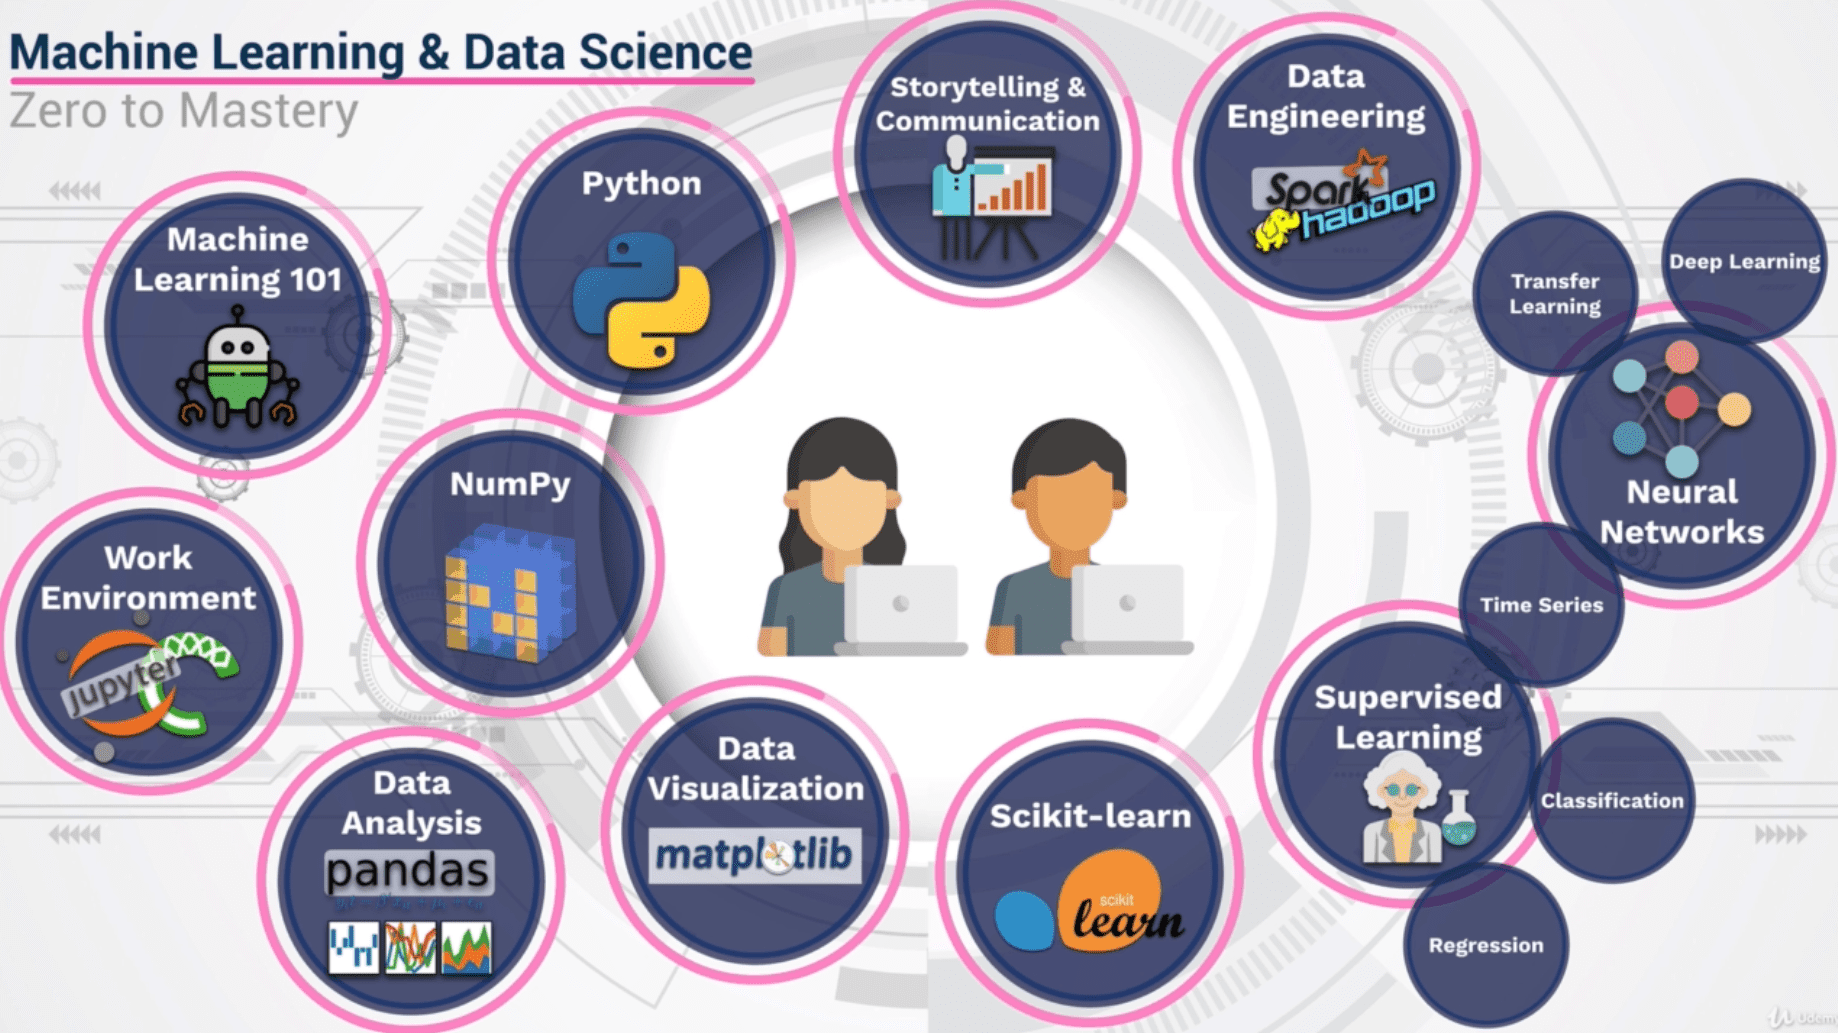 Machine Learning & Data Science
Zero to Mastery
Storytelling &
Communication
Data
Engineering
Spark
hadoop
Python
Machine
Learning 101
Transfer
Learning
Deep Learning
Neural
Networks
NumPy
Work
Environment
jupyter
Time Series
Supervised
Learning
Classification
Regression
Data
Analysis
pandas
Data
Visualization
matplotlib
Scikit-learn
scikit
learn